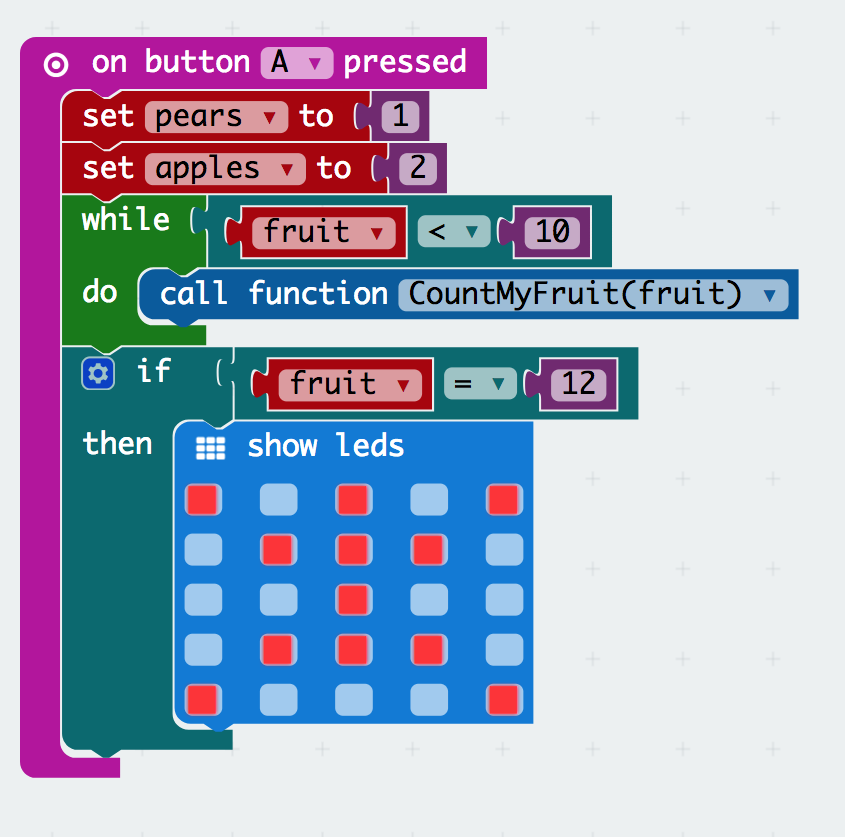 on button A pressed
set pears to 1
set apples to 2
while fruit < 10
do call function CountMyFruit(fruit)
if fruit = 12
then show leds